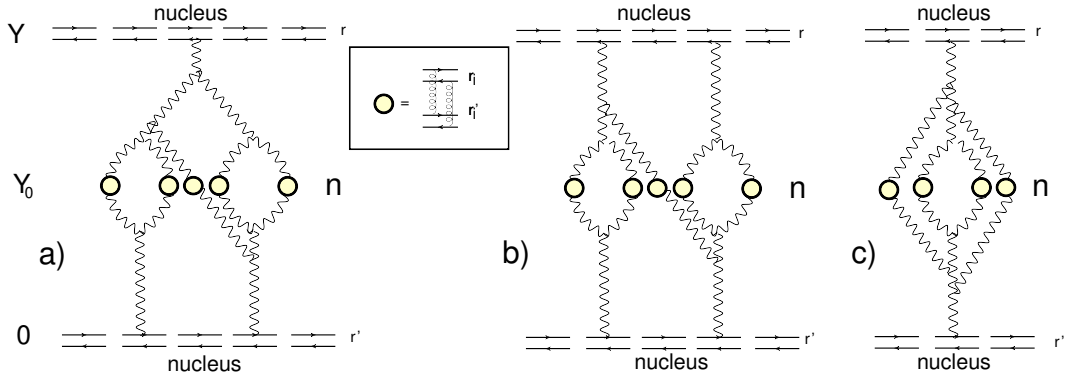 nucleus
nucleus
nucleus
Y
r
r
r
=
r_i
r_i'
Y_0
n
n
n
a)
b)
c)
0
r'
r'
r'
nucleus
nucleus
nucleus